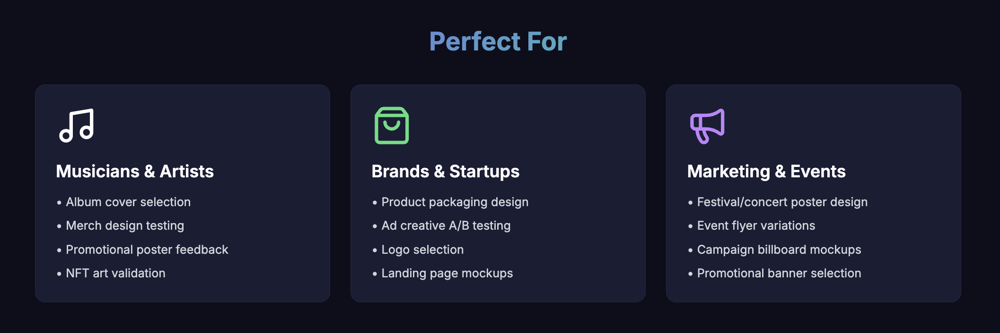 Perfect For
Musicians & Artists
• Album cover selection
• Merch design testing
• Promotional poster feedback
• NFT art validation
Brands & Startups
• Product packaging design
• Ad creative A/B testing
• Logo selection
• Landing page mockups
Marketing & Events
• Festival/concert poster design
• Event flyer variations
• Campaign billboard mockups
• Promotional banner selection